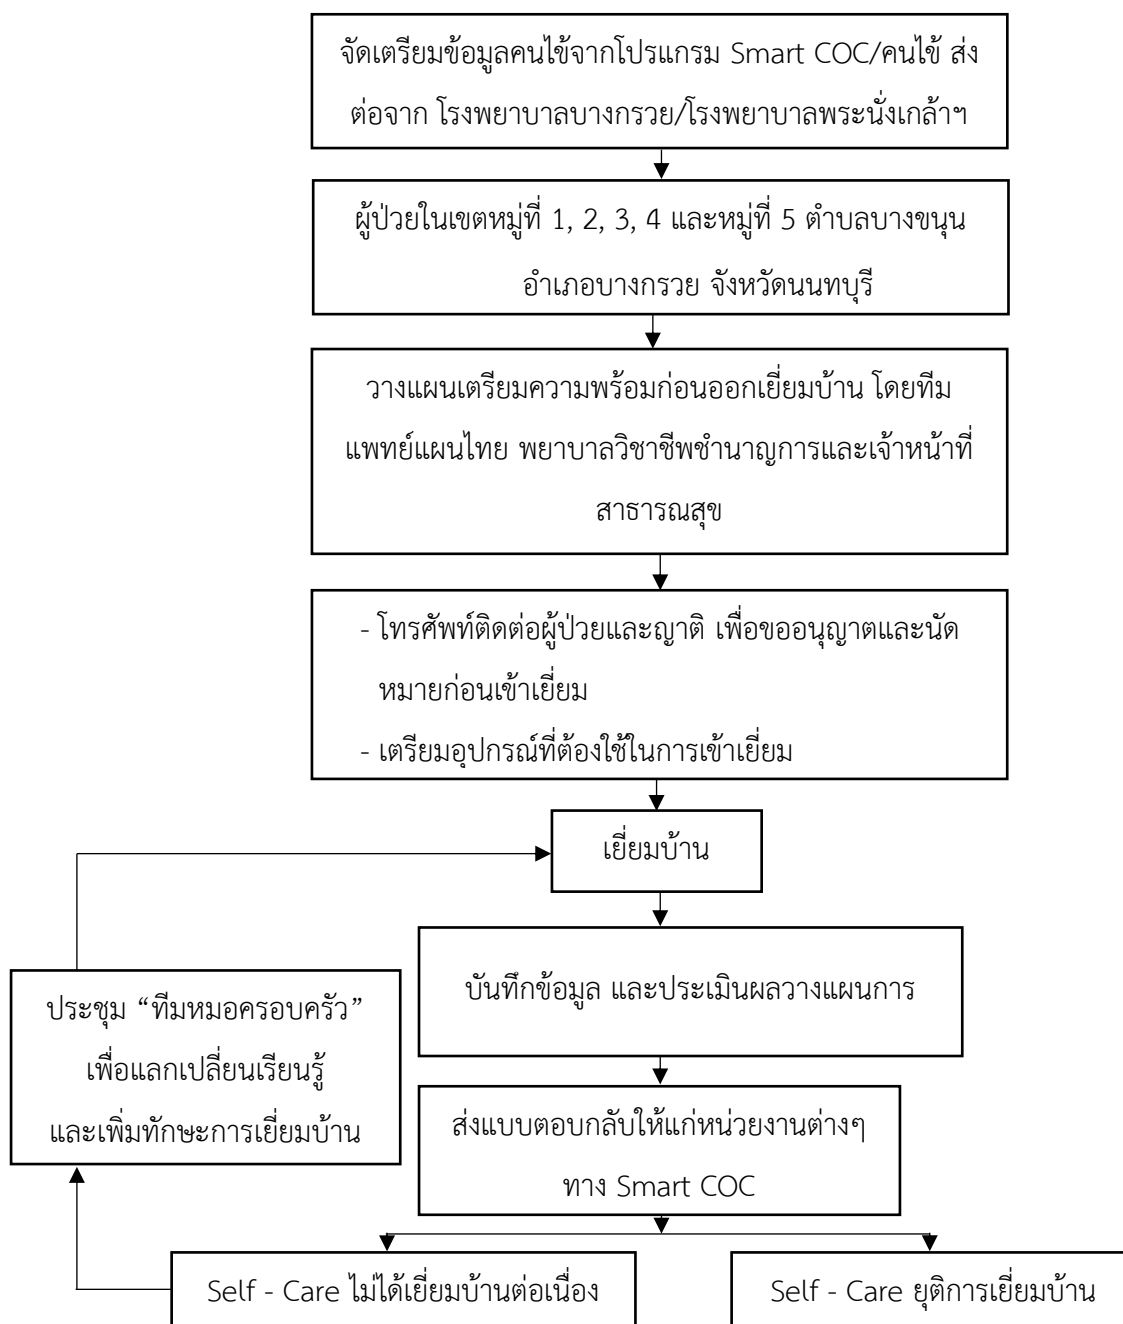 จัดเตรียมข้อมูลคนไข้จากโปรแกรม Smart COC/คนไข้ ส่ง
ต่อจาก โรงพยาบาลบางกรวย/โรงพยาบาลพระนั่งเกล้าฯ
ผู้ป่วยในเขตหมู่ที่ 1, 2, 3, 4 และหมู่ที่ 5 ตำบลบางขนุน
อำเภอบางกรวย จังหวัดนนทบุรี
วางแผนเตรียมความพร้อมก่อนออกเยี่ยมบ้าน โดยทีม
แพทย์แผนไทย พยาบาลวิชาชีพชำนาญการและเจ้าหน้าที่
สาธารณสุข
- โทรศัพท์ติดต่อผู้ป่วยและญาติ เพื่อขออนุญาตและนัด
หมายก่อนเข้าเยี่ยม
- เตรียมอุปกรณ์ที่ต้องใช้ในการเข้าเยี่ยม
เยี่ยมบ้าน
บันทึกข้อมูล และประเมินผลวางแผนการ
ประชุม “ทีมหมอครอบครัว”
เพื่อแลกเปลี่ยนเรียนรู้
และเพิ่มทักษะการเยี่ยมบ้าน
ส่งแบบตอบกลับให้แก่หน่วยงานต่างๆ
ทาง Smart COC
Self - Care ไม่ได้เยี่ยมบ้านต่อเนื่อง
Self - Care ยุติการเยี่ยมบ้าน